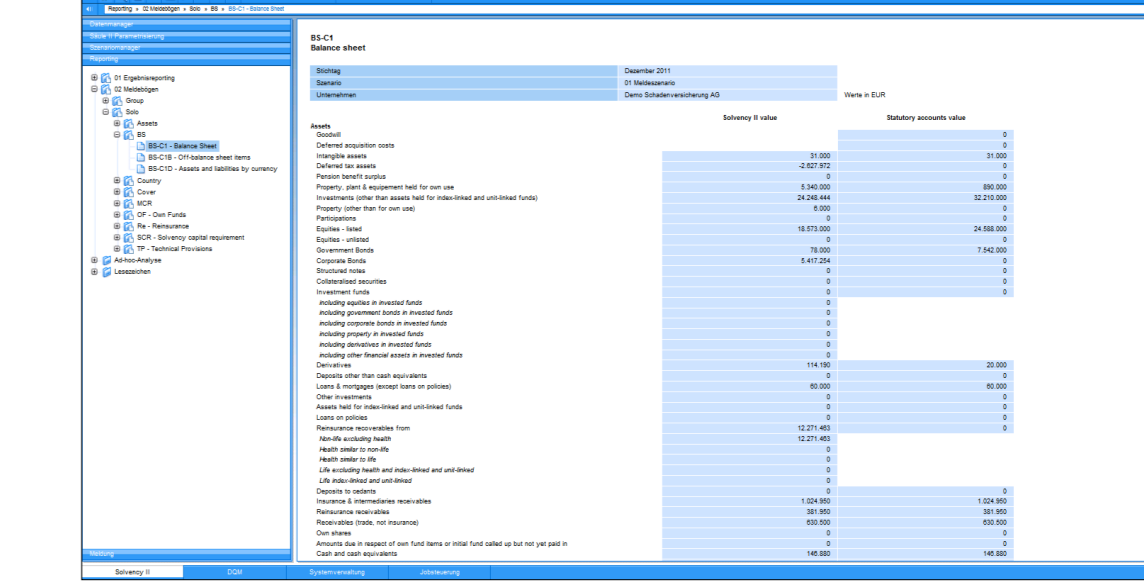 Reporting » 02 Meldebögen » Solo » BS » BS-C1 - Balance Sheet
Datenmanager
Säule II Parametrisierung
Szenariomanager
Reporting
01 Ergebnisreporting
02 Meldebögen
Group
Solo
Assets
BS
BS-C1 - Balance Sheet
BS-C1B - Off-balance sheet items
BS-C1D - Assets and liabilities by currency
Country
Cover
MCR
OF - Own Funds
Re - Reinsurance
SCR - Solvency capital requirement
TP - Technical Provisions
Ad-hoc-Analyse
Lesezeichen
Meldung
BS-C1
Balance sheet
Stichtag Dezember 2011
Szenario 01 Meldeszenario
Unternehmen Demo Schadenversicherung AG Werte in EUR
Solvency II value Statutory accounts value
Assets
Goodwill 0
Deferred acquisition costs 0
Intangible assets 31.000 31.000
Deferred tax assets -2.627.972 0
Pension benefit surplus 0 0
Property, plant & equipement held for own use 5.340.000 890.000
Investments (other than assets held for index-linked and unit-linked funds) 24.248.444 32.210.000
Property (other than for own use) 6.000 0
Participations 0 0
Equities - listed 18.573.000 24.588.000
Equities - unlisted 0 0
Government Bonds 78.000 7.542.000
Corporate Bonds 5.417.254 0
Structured notes 0 0
Collateralised securities 0 0
Investment funds 0 0
including equities in invested funds 0
including government bonds in invested funds 0
including corporate bonds in invested funds 0
including property in invested funds 0
including derivatives in invested funds 0
including other financial assets in invested funds 0
Derivatives 114.190 20.000
Deposits other than cash equivalents 0 0
Loans & mortgages (except loans on policies) 60.000 60.000
Other investments 0 0
Assets held for index-linked and unit-linked funds 0 0
Loans on policies 0 0
Reinsurance recoverables from 12.271.463 0
Non-life excluding health 12.271.463
Health similar to non-life 0
Health similar to life 0
Life excluding health and index-linked and unit-linked 0
Life index-linked and unit-linked 0
Deposits to cedants 0 0
Insurance & intermediaries receivables 1.024.950 1.024.950
Reinsurance receivables 381.950 381.950
Receivables (trade, not insurance) 630.500 630.500
Own shares 0 0
Amounts due in respect of own fund items or initial fund called up but not yet paid in 0 0
Cash and cash equivalents 146.880 146.880
Solvency II DQM Systemverwaltung Jobsteuerung